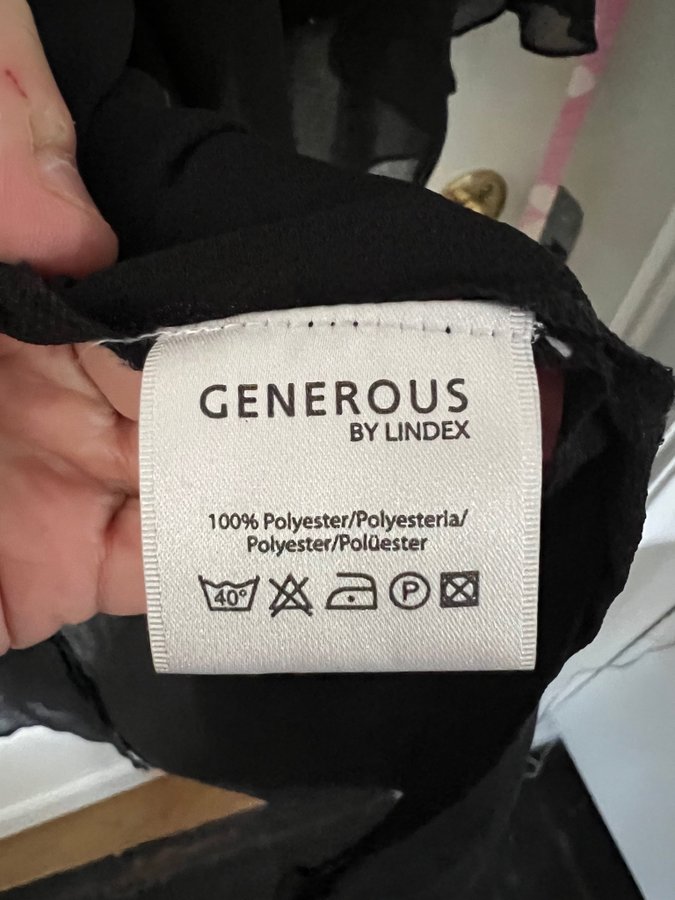 GENEROUS
BY LINDEX
100% Polyester/Polyesteria/
Polyester/Polüester
40° P